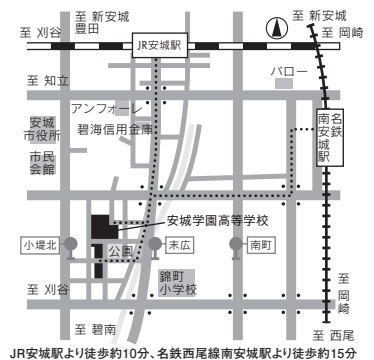 至 新安城
豊田
至 刈谷
JR安城駅
至 新安城
至 岡崎
バロー
至 知立
アンフォーレ
碧海信用金庫
安城
市役所
市民
会館
名鉄
南安城駅
安城学園高等学校
小堤北
公園
末広
南町
錦町
小学校
至 刈谷
至 岡崎
至 碧南
至 西尾
JR安城駅より徒歩約10分、名鉄西尾線南安城駅より徒歩約15分